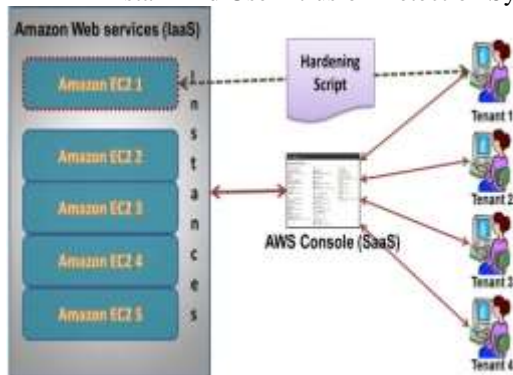 Amazon Web services (IaaS)
Amazon EC2 1
Amazon EC2 2
Amazon EC2 3
Amazon EC2 4
Amazon EC2 5
Instances
Hardening
Script
AWS Console (SaaS)
Tenant 1
Tenant 2
Tenant 3
Tenant 4